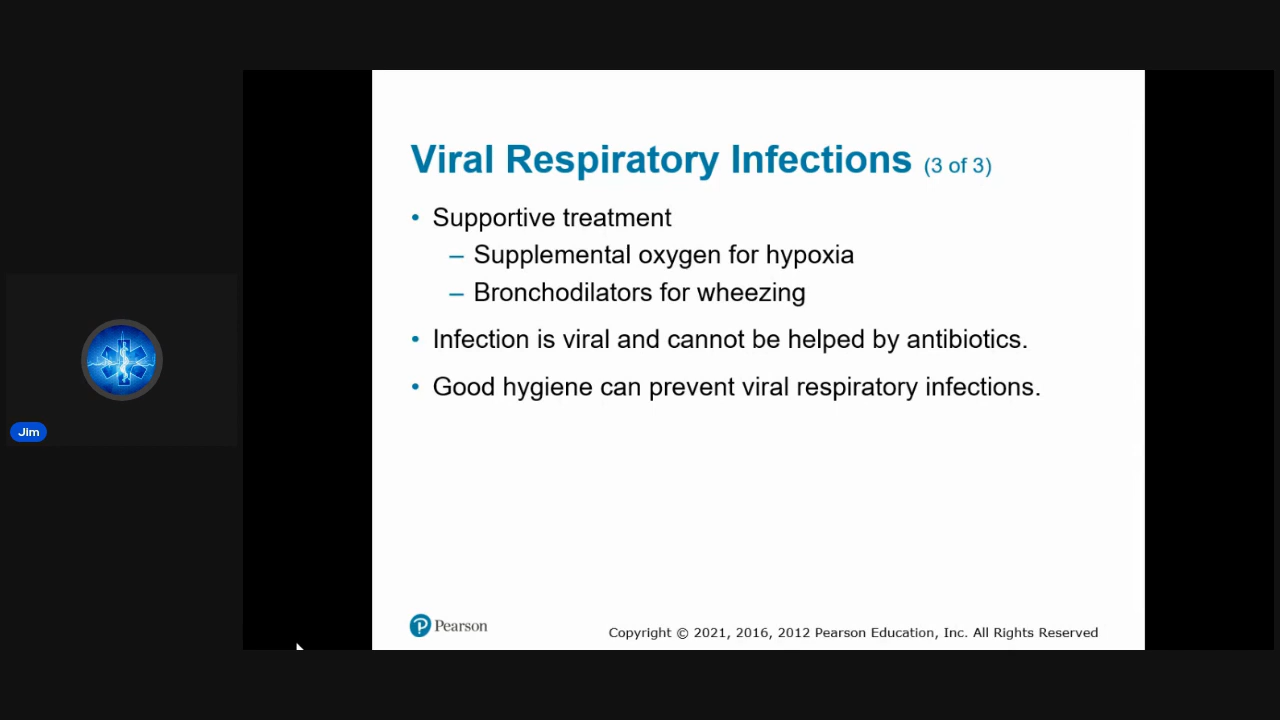 Viral Respiratory Infections (3 of 3)
• Supportive treatment
– Supplemental oxygen for hypoxia
– Bronchodilators for wheezing
• Infection is viral and cannot be helped by antibiotics.
• Good hygiene can prevent viral respiratory infections.
Jim
Pearson
Copyright © 2021, 2016, 2012 Pearson Education, Inc. All Rights Reserved